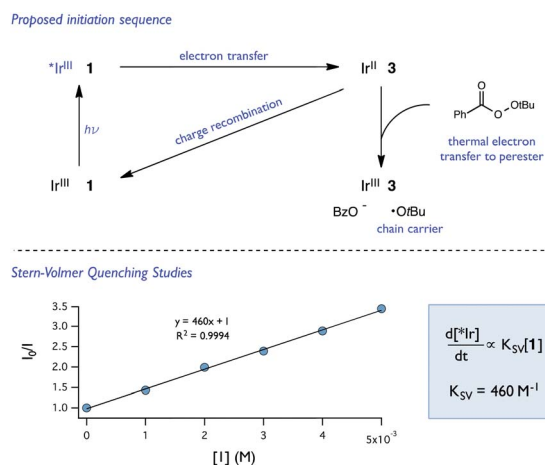 Proposed initiation sequence
*Irᴵᴵᴵ 1
electron transfer
Irᴵᴵ 3
hν
charge recombination
Ph
O
O
OtBu
thermal electron
transfer to perester
Irᴵᴵᴵ 1
Irᴵᴵᴵ 3
BzO⁻
•OtBu
chain carrier
Stern-Volmer Quenching Studies
I₀/I
3.5
3.0
2.5
2.0
1.5
1.0
y = 460x + 1
R² = 0.9994
0 1 2 3 4 5x10⁻³
[1] (M)
d[*Ir]/dt ∝ K_SV[1]
K_SV = 460 M⁻¹